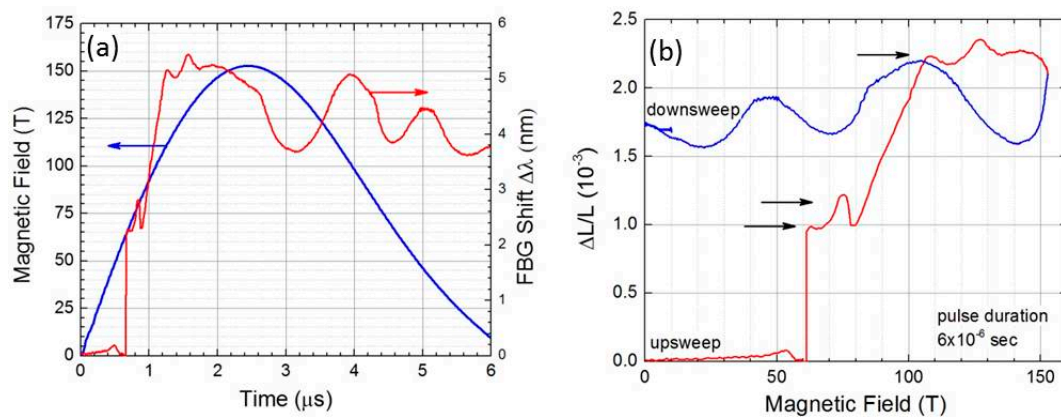 (a)
175
150
125
100
75
50
25
0
Magnetic Field (T)
0 1 2 3 4 5 6
Time (μs)
6
5
4
3
2
1
0
FBG Shift Δλ (nm)
(b)
2.5
2.0
1.5
1.0
0.5
0.0
ΔL/L (10⁻³)
downsweep
upsweep
pulse duration
6x10⁻⁶ sec
0 50 100 150
Magnetic Field (T)